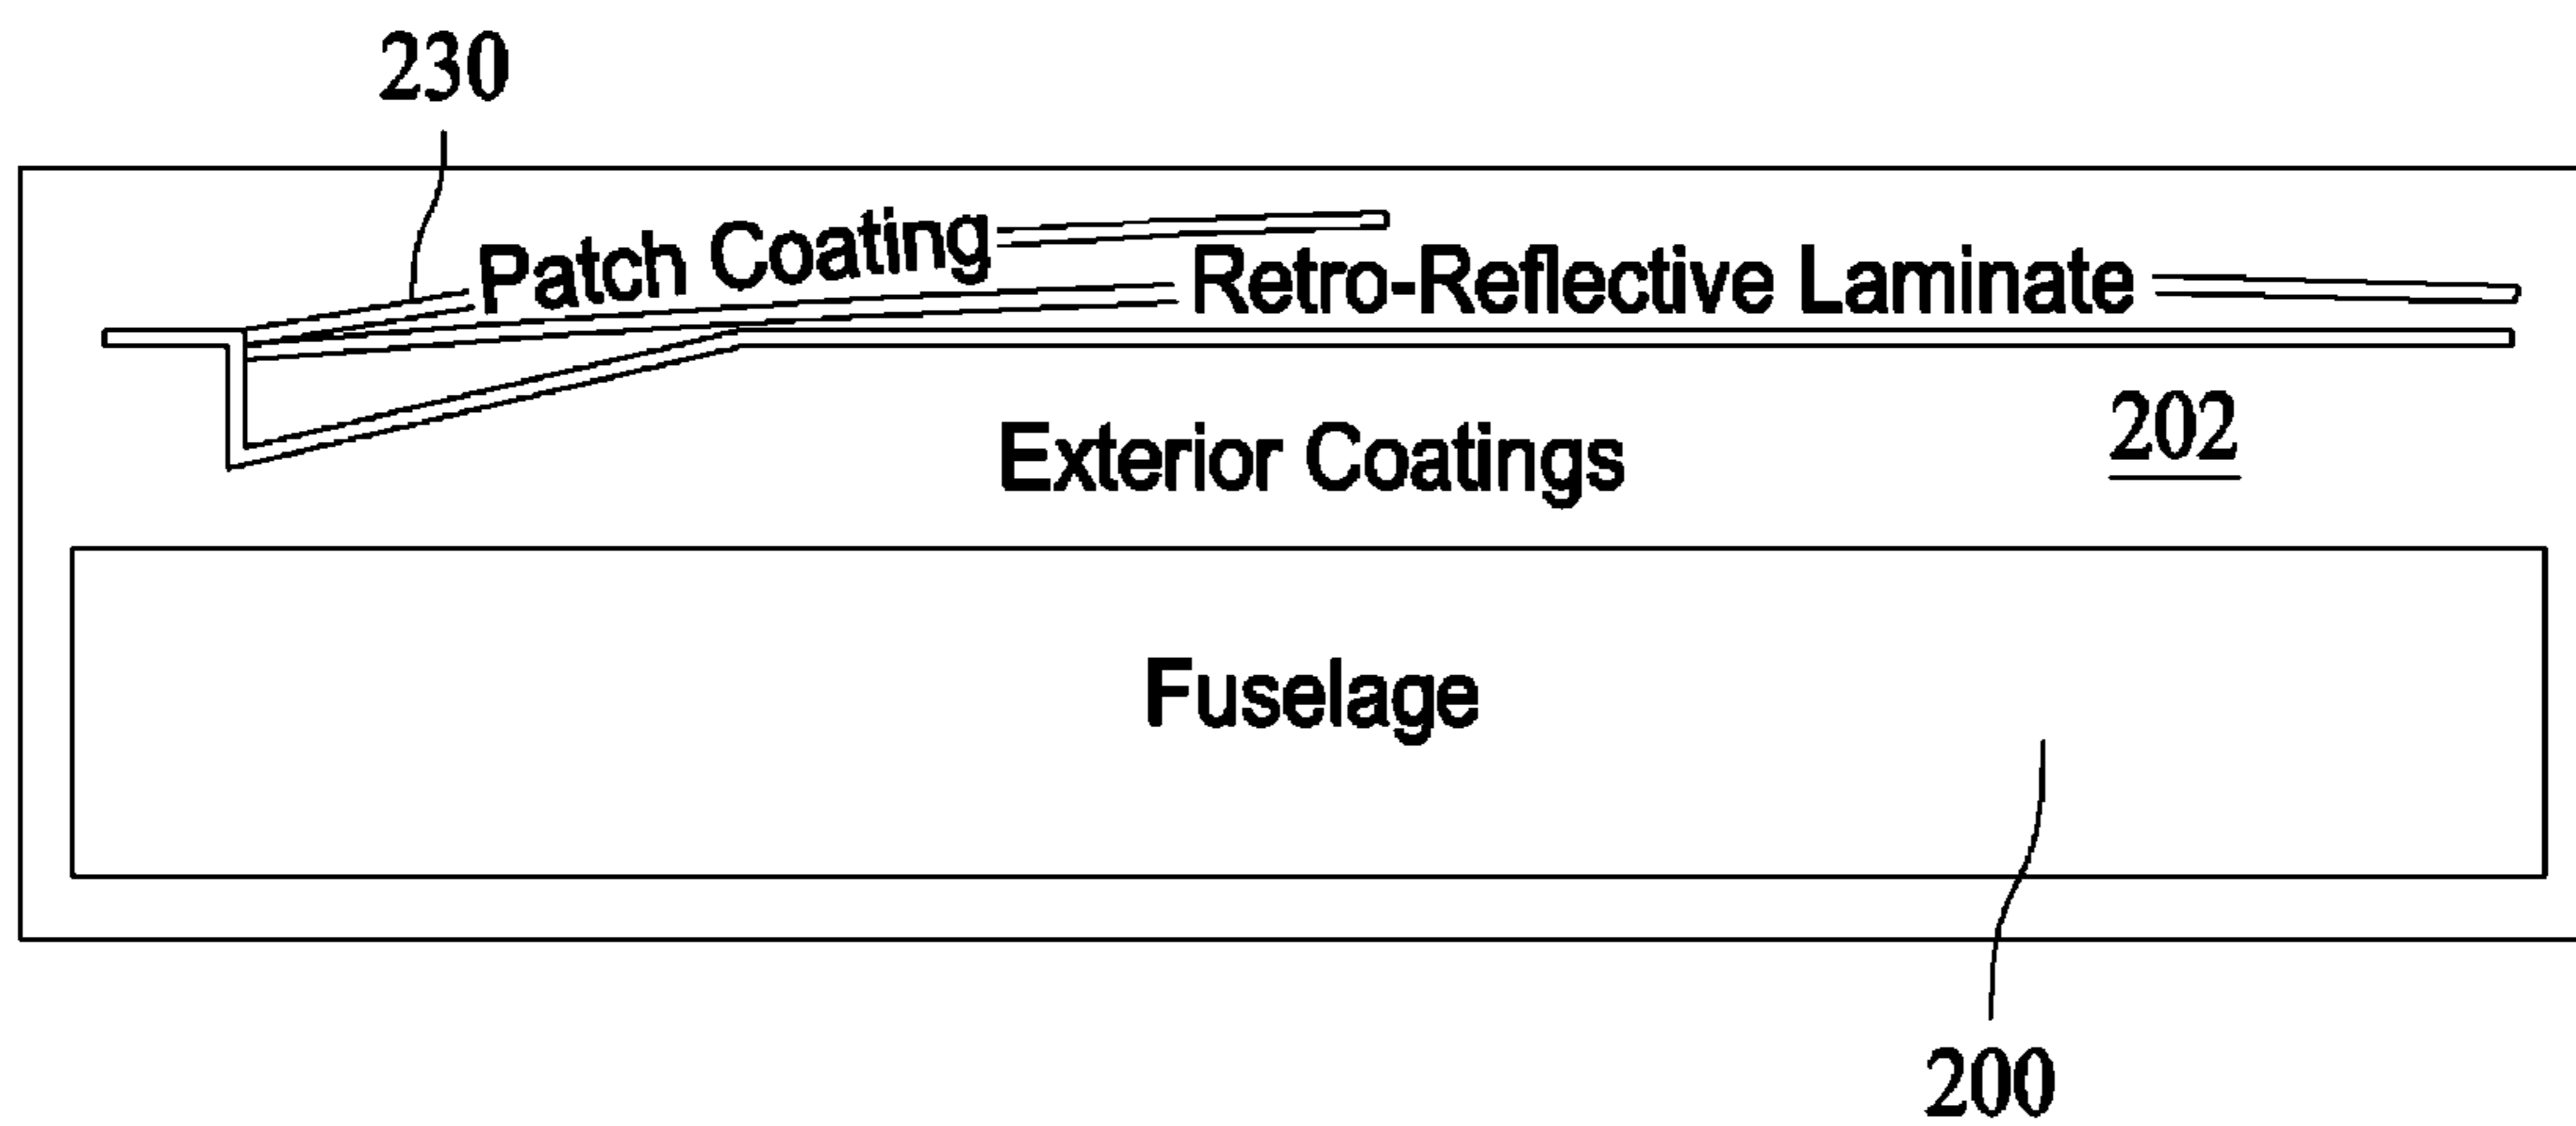 230
Patch Coating
Retro-Reflective Laminate
202
Exterior Coatings
Fuselage
200